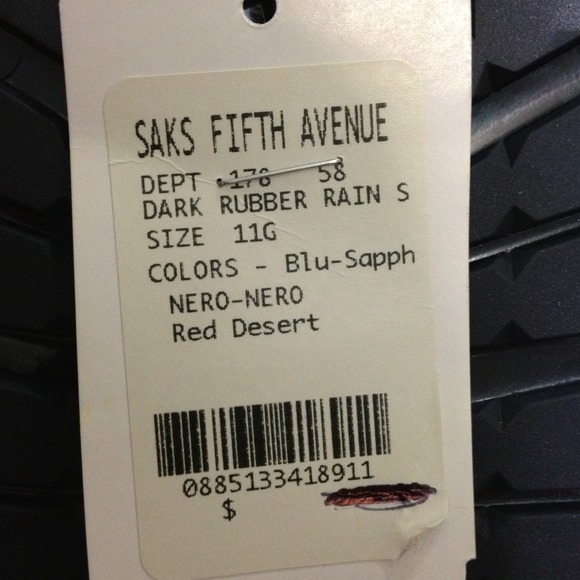 SAKS FIFTH AVENUE
DEPT 178 58
DARK RUBBER RAIN S
SIZE 11G
COLORS - Blu-Sapph
NERO-NERO
Red Desert
0885133418911
$